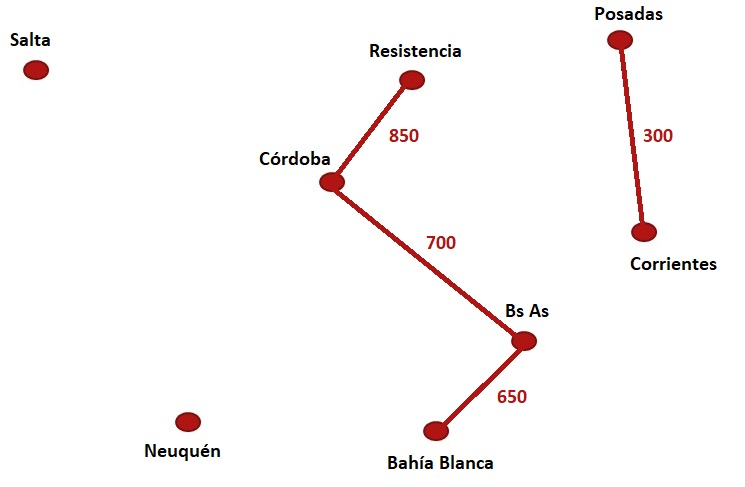 Posadas
Salta
Resistencia
850
300
Córdoba
700
Corrientes
Bs As
650
Neuquén
Bahía Blanca